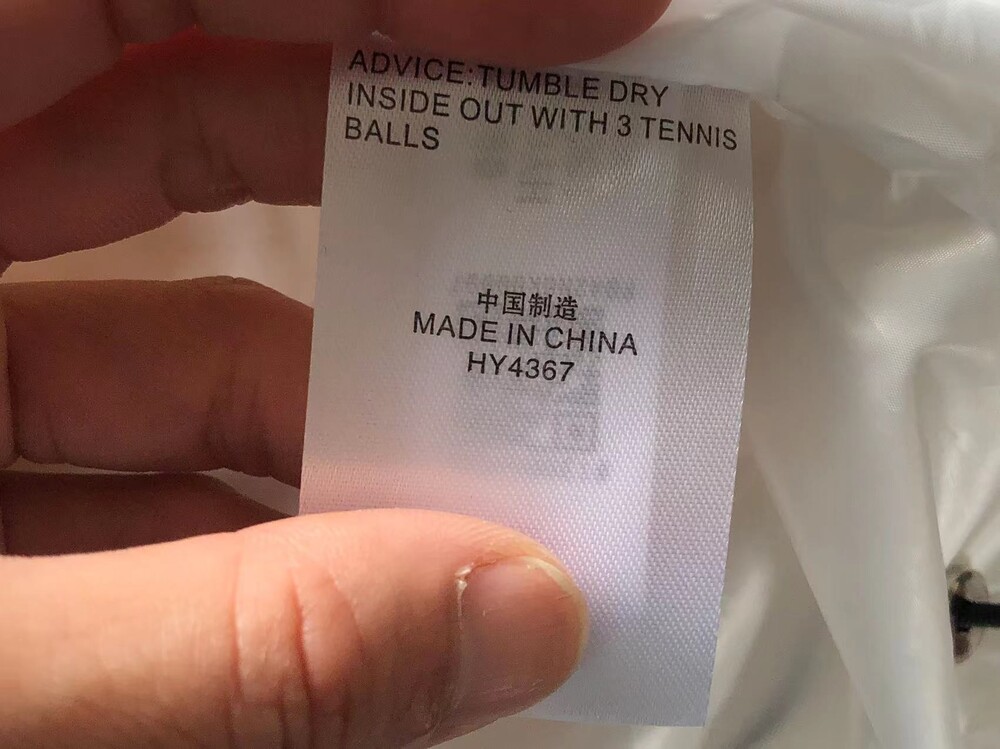 ADVICE:TUMBLE DRY
INSIDE OUT WITH 3 TENNIS
BALLS
中国制造
MADE IN CHINA
HY4367